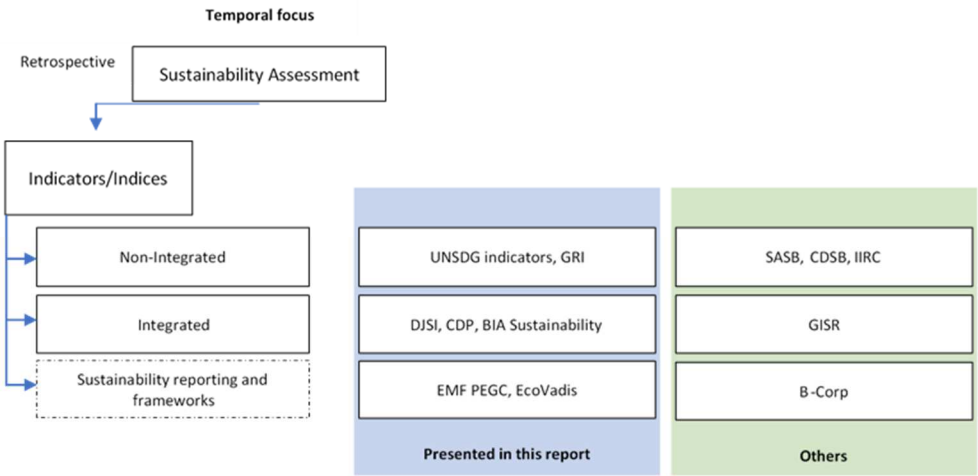 Temporal focus
Retrospective
Sustainability Assessment
Indicators/Indices
Non-Integrated
UNSDG indicators, GRI
SASB, CDSB, IIRC
Integrated
DJSI, CDP, BIA Sustainability
GISR
Sustainability reporting and
frameworks
EMF PEGC, EcoVadis
B-Corp
Presented in this report
Others